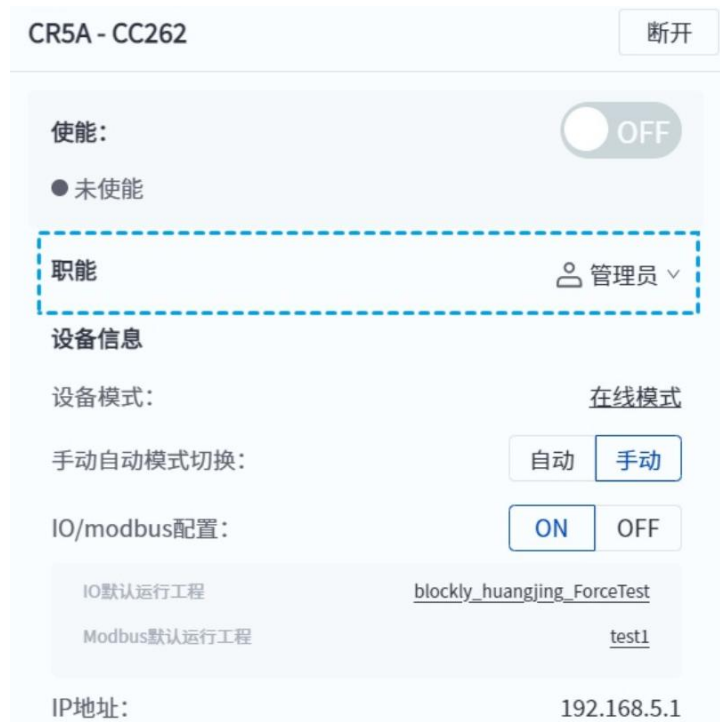 CR5A - CC262 断开
使能： OFF
未使能
职能 管理员
设备信息
设备模式： 在线模式
手动自动模式切换： 自动 手动
IO/modbus配置： ON OFF
IO默认运行工程 blockly_huangjing_ForceTest
Modbus默认运行工程 test1
IP地址： 192.168.5.1